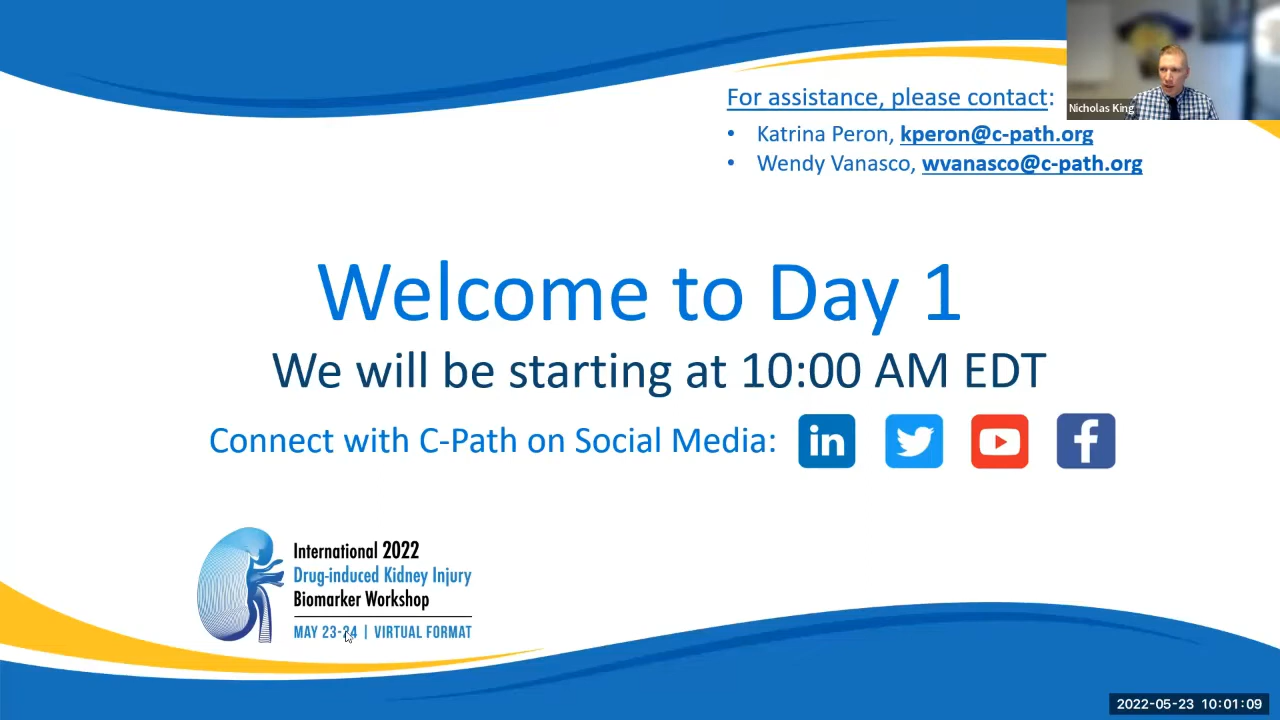 For assistance, please contact:
• Katrina Peron, kperon@c-path.org
• Wendy Vanasco, wvanasco@c-path.org
Nicholas King
Welcome to Day 1
We will be starting at 10:00 AM EDT
Connect with C-Path on Social Media:
in
f
International 2022
Drug-induced Kidney Injury
Biomarker Workshop
MAY 23-24 | VIRTUAL FORMAT
2022-05-23 10:01:09